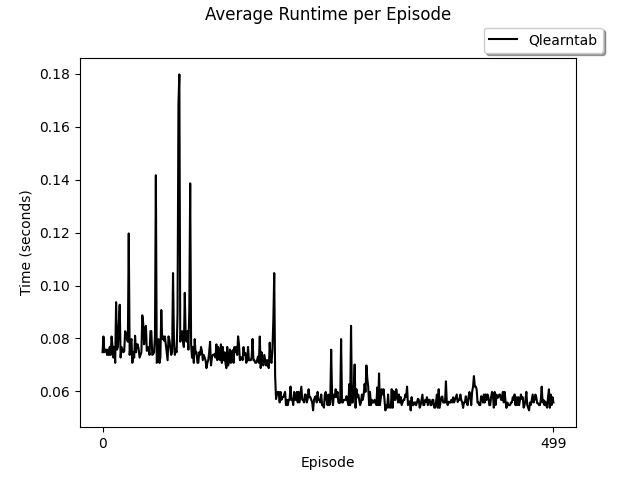 Average Runtime per Episode
Qlearntab
Time (seconds)
0.18
0.16
0.14
0.12
0.10
0.08
0.06
0
499
Episode